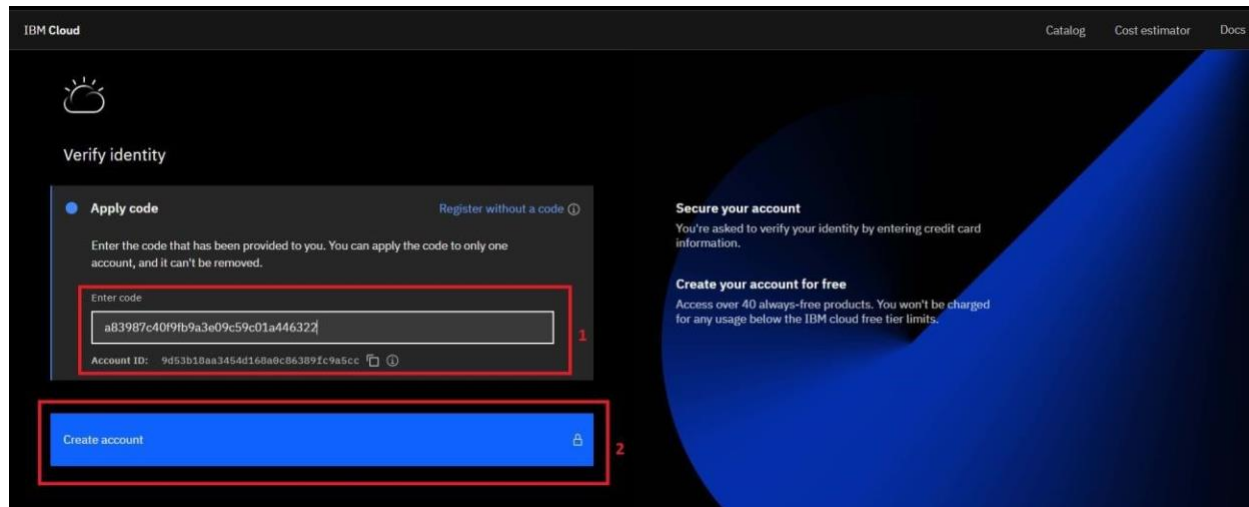 IBM Cloud
Catalog Cost estimator Docs
Verify identity
Apply code
Register without a code
Enter the code that has been provided to you. You can apply the code to only one
account, and it can't be removed.
Enter code
a83987c40f9fb9a3e09c59c01a446322
1
Account ID: 9d53b18aa3454d168a0c86389fc9a5cc
Create account
2
Secure your account
You're asked to verify your identity by entering credit card
information.
Create your account for free
Access over 40 always-free products. You won't be charged
for any usage below the IBM cloud free tier limits.